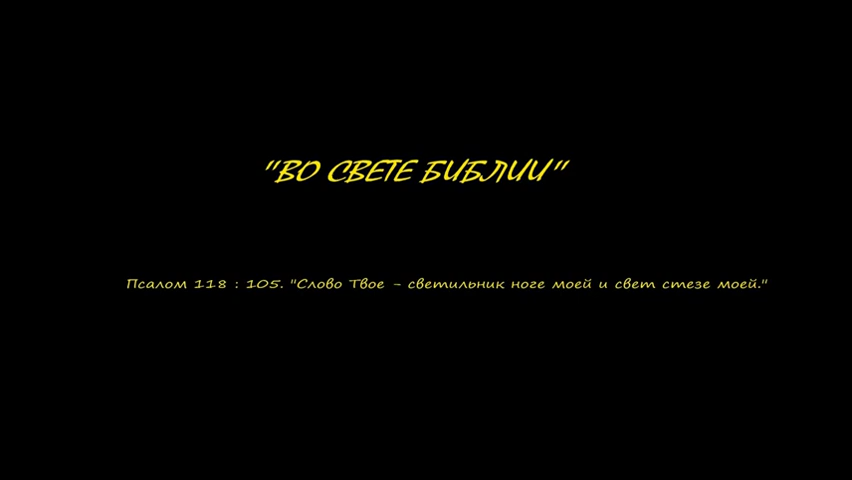 "ВО СВЕТЕ БИБЛИИ"
Псалом 118 : 105. "Слово Твое - светильник ноге моей и свет стезе моей."